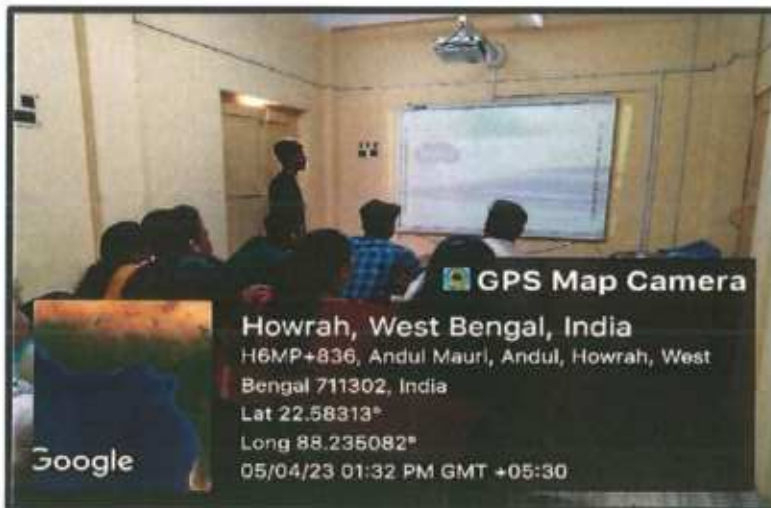 GPS Map Camera
Howrah, West Bengal, India
H6MP+836, Andul Mauri, Andul, Howrah, West
Bengal 711302, India
Lat 22.58313°
Long 88.235082°
05/04/23 01:32 PM GMT +05:30
Google